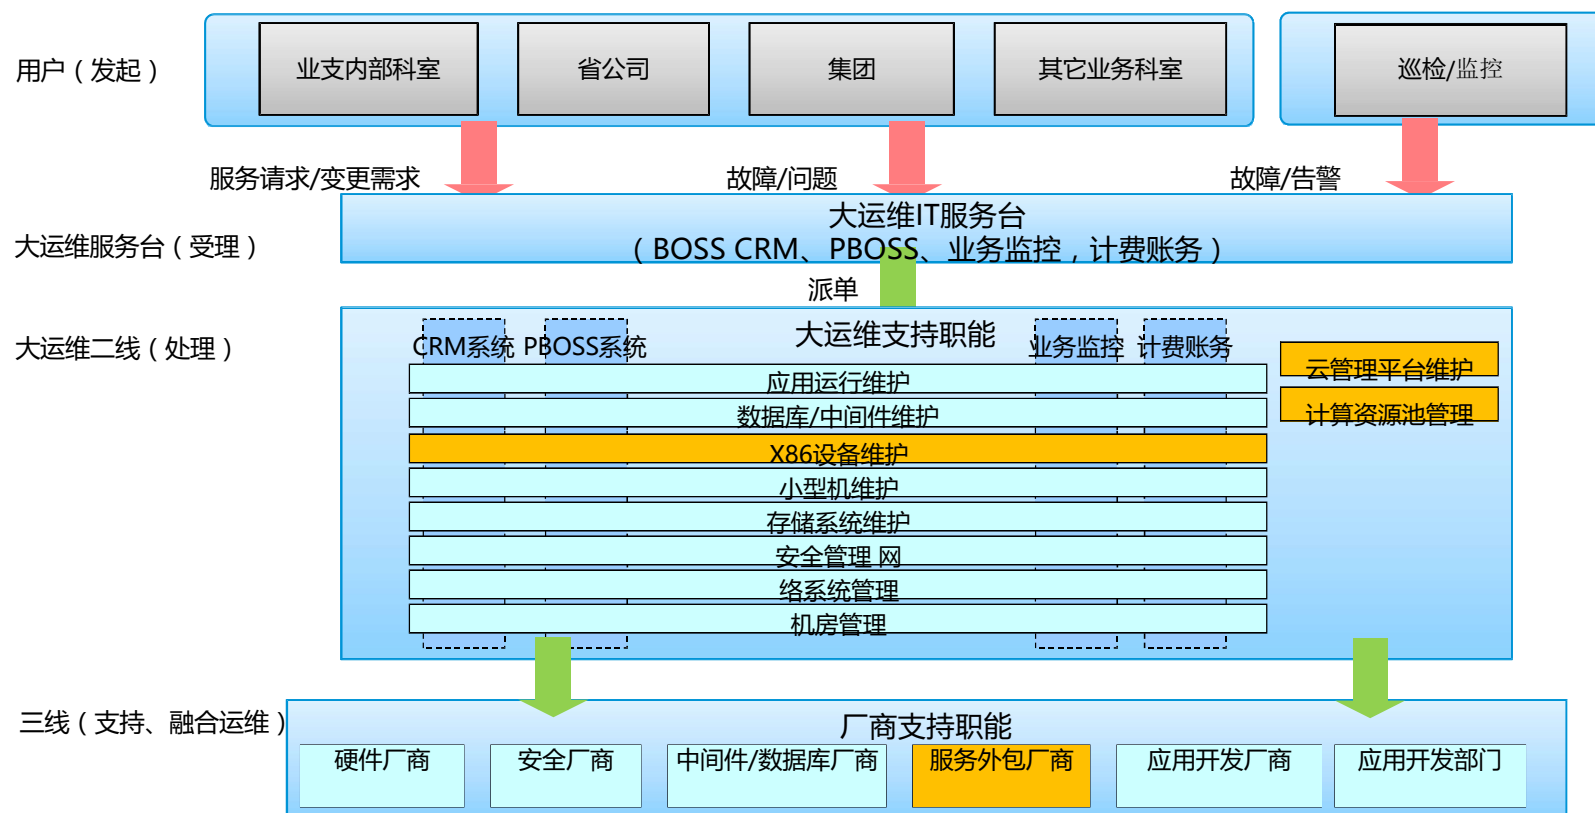 用户（发起）
业支内部科室
省公司
集团
其它业务科室
巡检/监控
服务请求/变更需求
故障/问题
故障/告警
大运维服务台（受理）
大运维IT服务台
（BOSS CRM、PBOSS、业务监控，计费账务）
派单
大运维二线（处理）
大运维支持职能
CRM系统
PBOSS系统
业务监控
计费账务
云管理平台维护
计算资源池管理
应用运行维护
数据库/中间件维护
X86设备维护
小型机维护
存储系统维护
安全管理 网
络系统管理
机房管理
三线（支持、融合运维）
厂商支持职能
硬件厂商
安全厂商
中间件/数据库厂商
服务外包厂商
应用开发厂商
应用开发部门